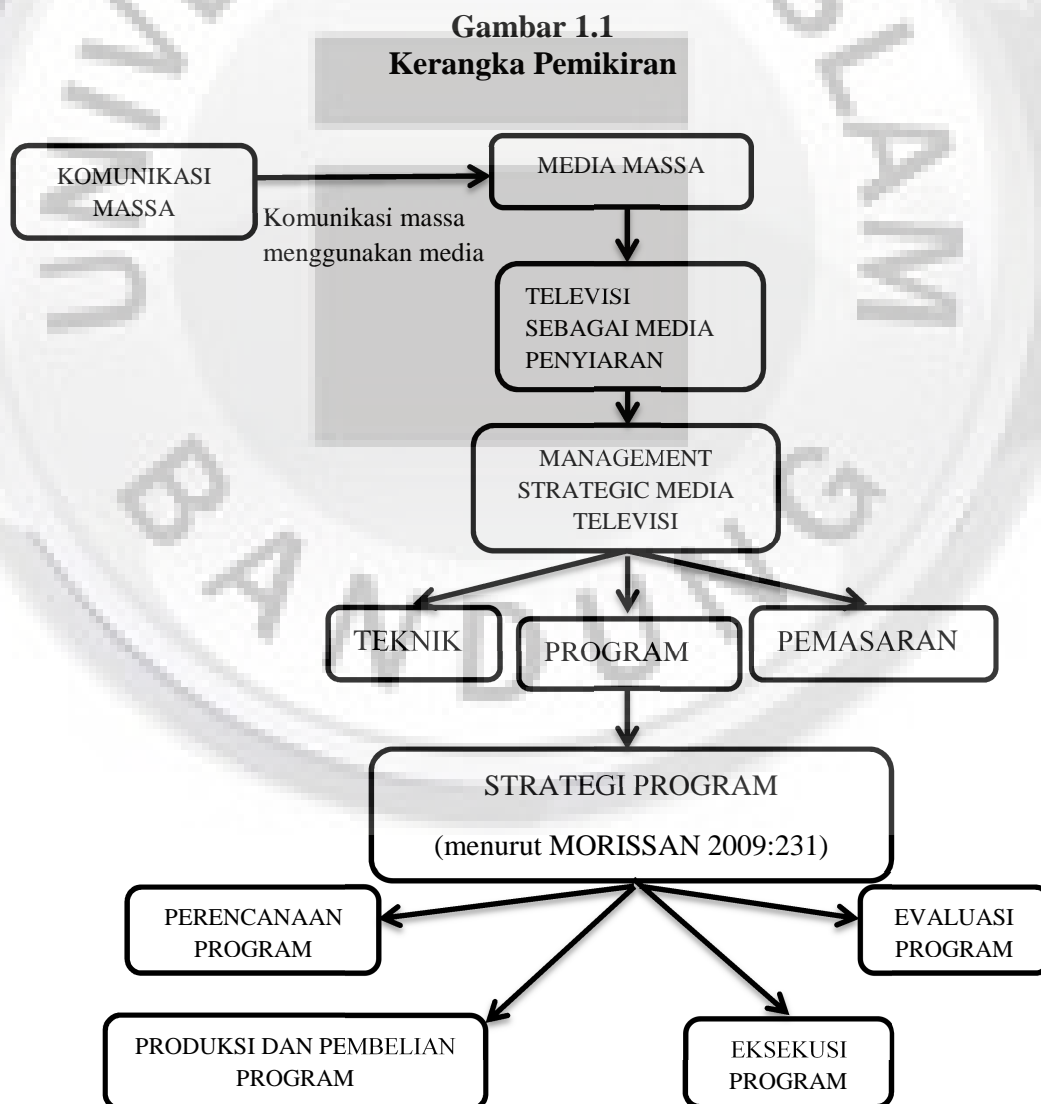 Gambar 1.1
Kerangka Pemikiran
KOMUNIKASI
MASSA
MEDIA MASSA
Komunikasi massa
menggunakan media
TELEVISI
SEBAGAI MEDIA
PENYIARAN
MANAGEMENT
STRATEGIC MEDIA
TELEVISI
TEKNIK
PROGRAM
PEMASARAN
STRATEGI PROGRAM
(menurut MORISSAN 2009:231)
PERENCANAAN
PROGRAM
EVALUASI
PROGRAM
PRODUKSI DAN PEMBELIAN
PROGRAM
EKSEKUSI
PROGRAM
BANDUNG